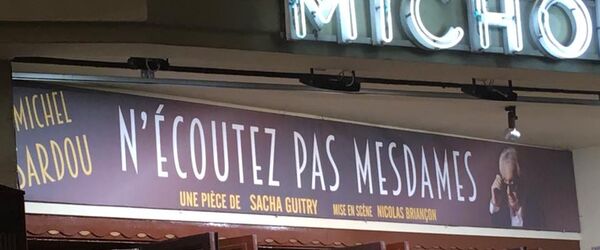 MICHO
MICHEL
SARDOU
N'ÉCOUTEZ PAS MESDAMES
UNE PIÈCE DE SACHA GUITRY MISE EN SCÈNE NICOLAS BRIANÇON